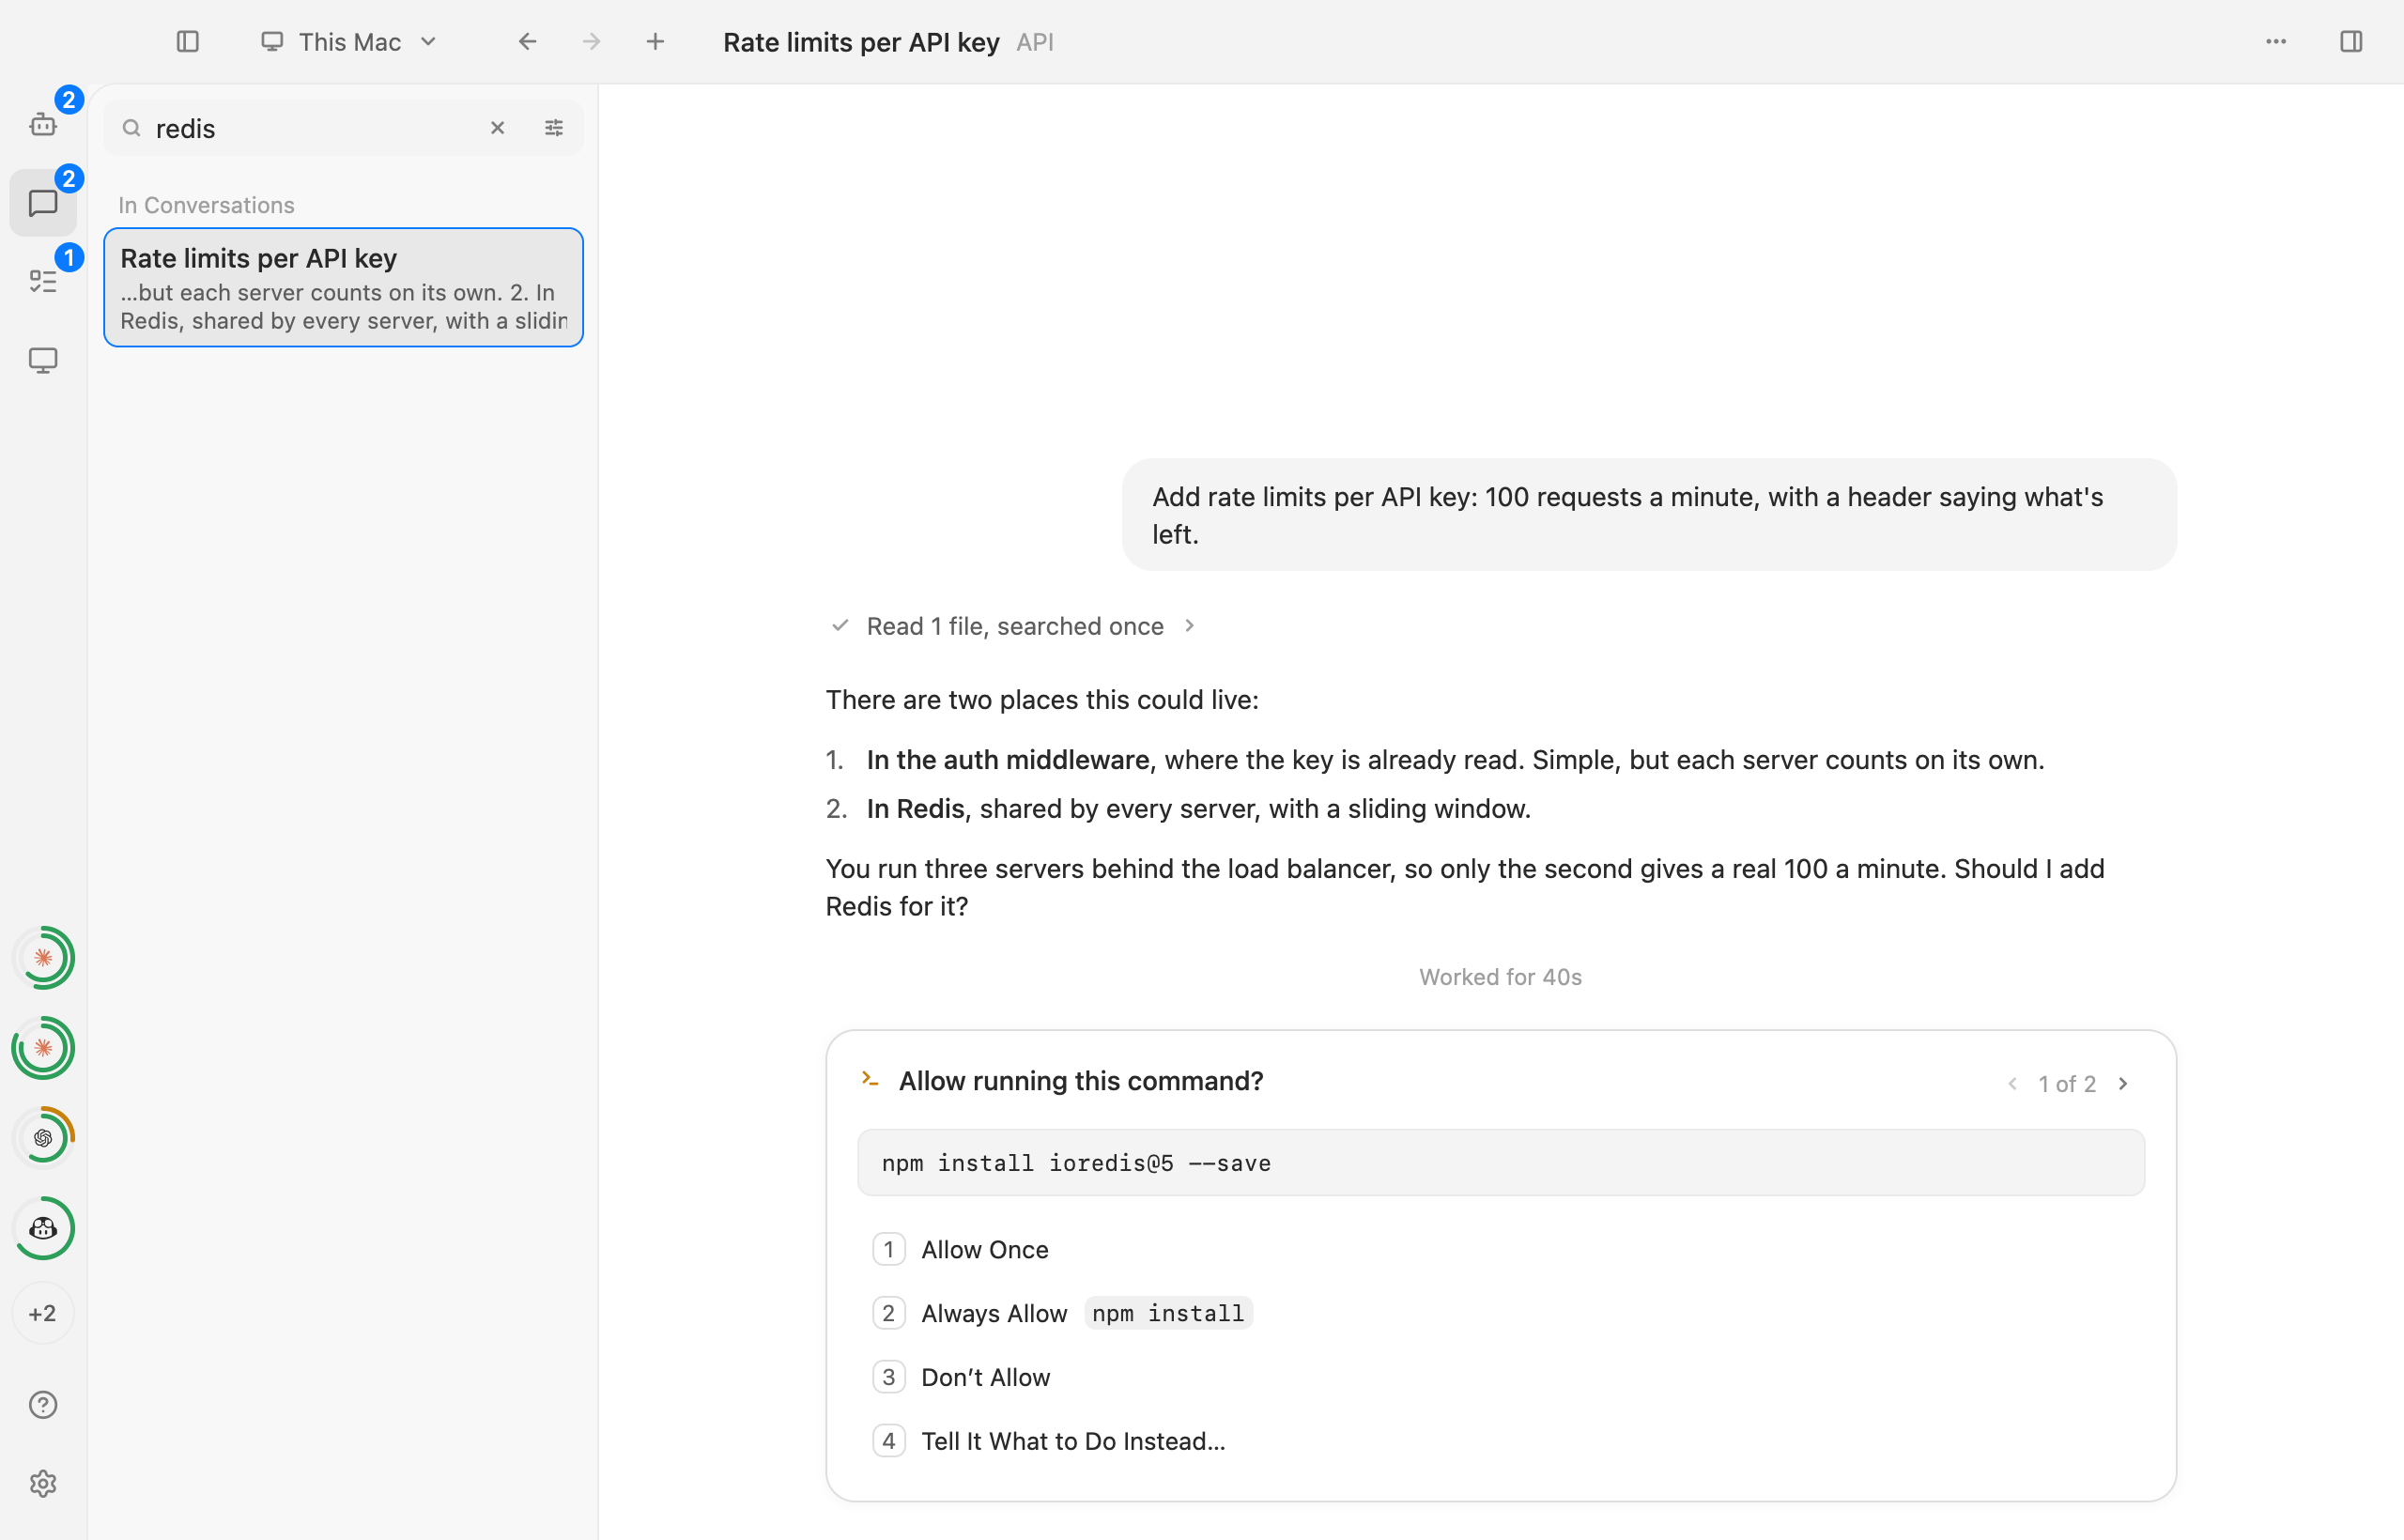 This Mac
Rate limits per API key API
2
redis
2
In Conversations
1
Rate limits per API key
...but each server counts on its own. 2. In
Redis, shared by every server, with a slidin
Add rate limits per API key: 100 requests a minute, with a header saying what's
left.
Read 1 file, searched once
There are two places this could live:
1. In the auth middleware, where the key is already read. Simple, but each server counts on its own.
2. In Redis, shared by every server, with a sliding window.
You run three servers behind the load balancer, so only the second gives a real 100 a minute. Should I add
Redis for it?
Worked for 40s
Allow running this command?
1 of 2
npm install ioredis@5 --save
1 Allow Once
2 Always Allow npm install
3 Don’t Allow
4 Tell It What to Do Instead...
+2